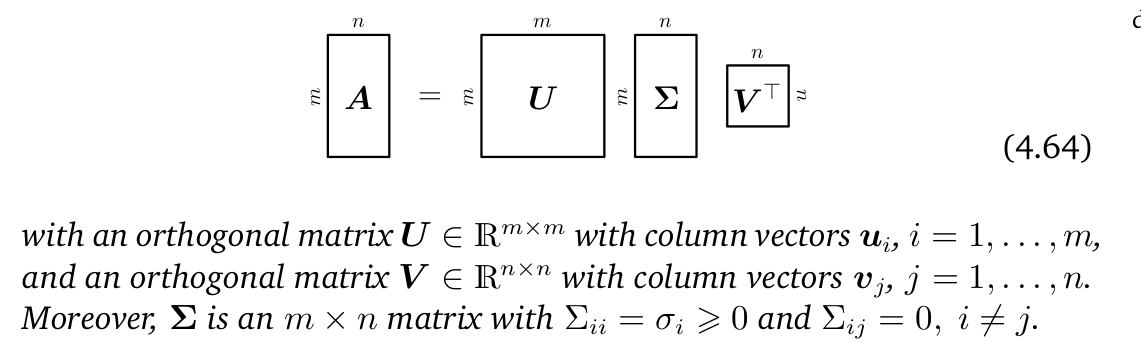 n m n
n
m A = m U m Σ V⊤ n
(4.64)
with an orthogonal matrix U ∈ ℝ^{m×m} with column vectors u_i, i = 1, . . . , m,
and an orthogonal matrix V ∈ ℝ^{n×n} with column vectors v_j, j = 1, . . . , n.
Moreover, Σ is an m × n matrix with Σ_{ii} = σ_i ⩾ 0 and Σ_{ij} = 0, i ≠ j.